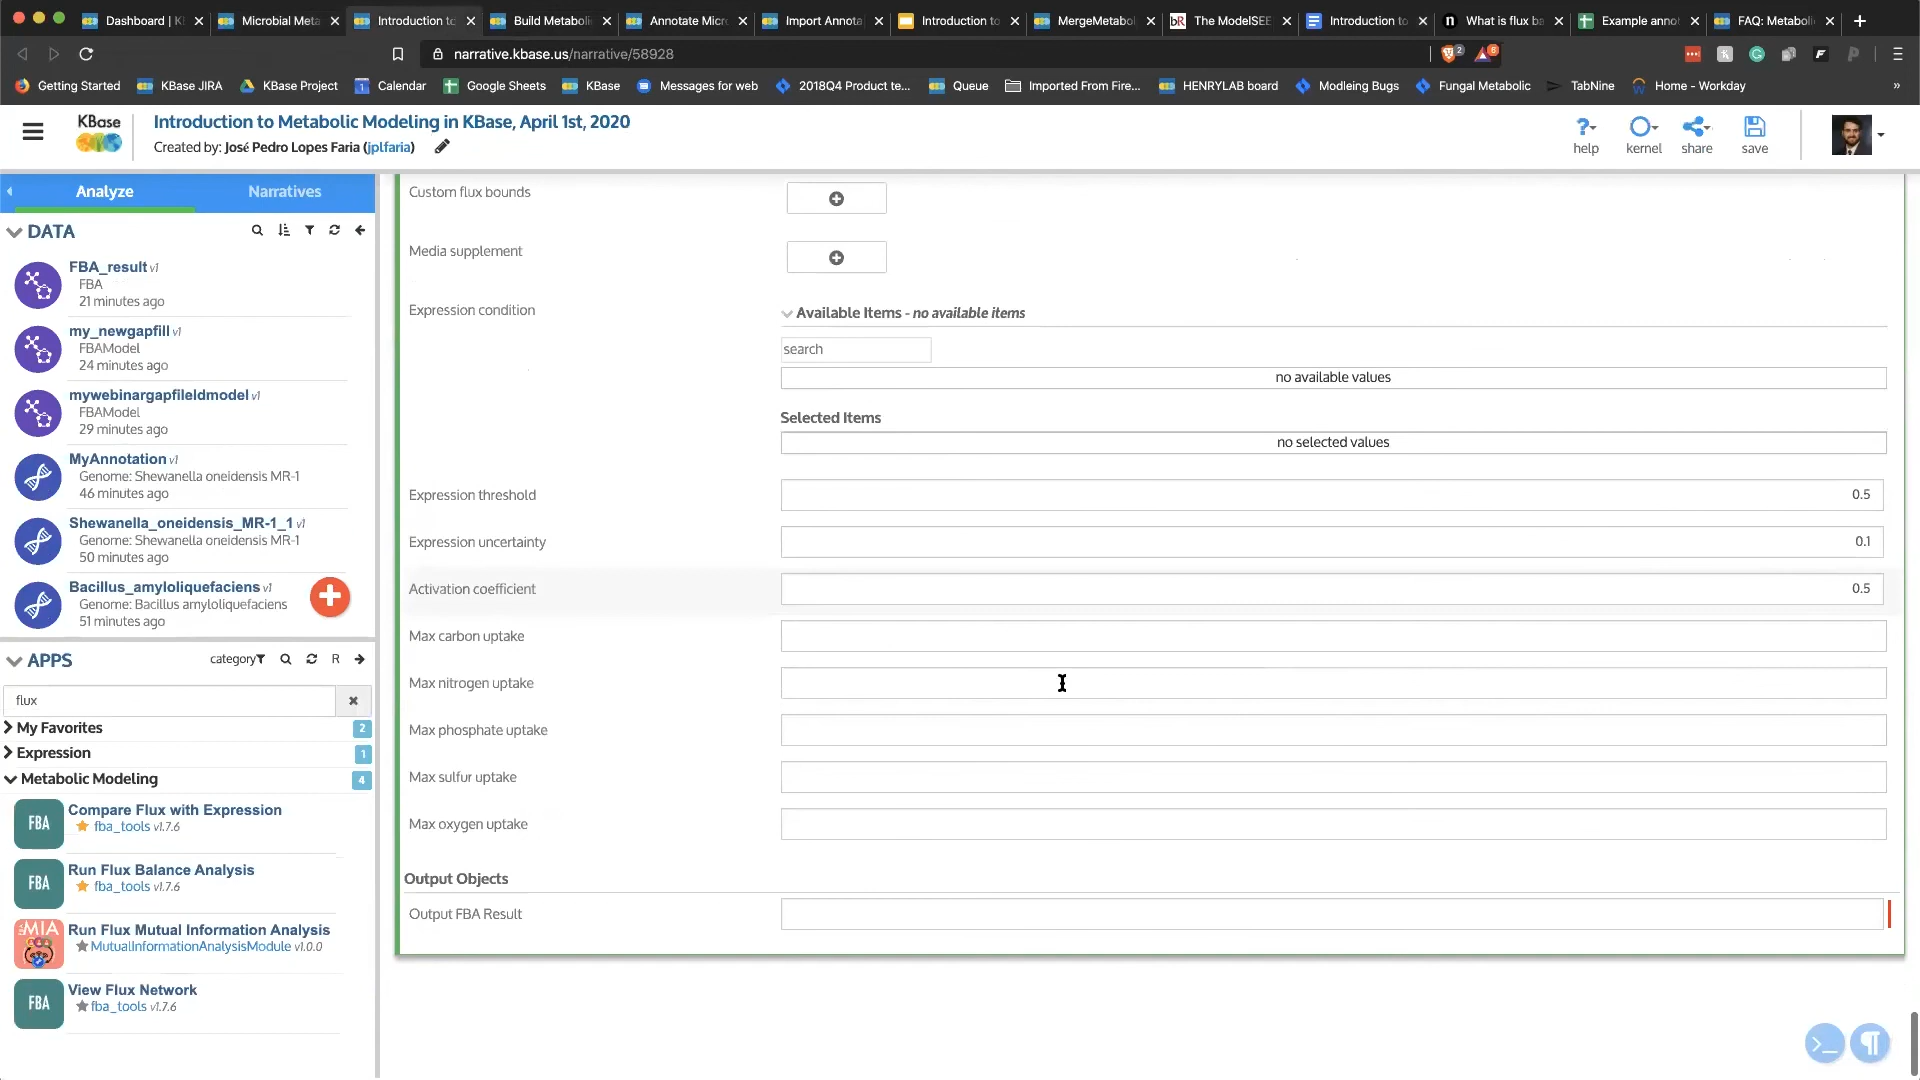 Dashboard | K
Microbial Meta
Introduction to
Build Metaboli
Annotate Micr
Import Annota
Introduction to
MergeMetabo
bR The ModelSEE
Introduction to
n What is flux ba
Example anno
FAQ: Metaboli
narrative.kbase.us/narrative/58928
2
8
Getting Started
KBase JIRA
KBase Project
Calendar
Google Sheets
KBase
Messages for web
2018Q4 Product te...
Queue
Imported From Fire...
HENRYLAB board
Modleing Bugs
Fungal Metabolic
TabNine
Home - Workday
»
KBase
Introduction to Metabolic Modeling in KBase, April 1st, 2020
Created by: José Pedro Lopes Faria (jplfaria)
help
kernel
share
save
Analyze
Narratives
DATA
FBA_result v1
FBA
21 minutes ago
my_newgapfill v1
FBAModel
24 minutes ago
mywebinargapfileldmodel v1
FBAModel
29 minutes ago
MyAnnotation v1
Genome: Shewanella oneidensis MR-1
46 minutes ago
Shewanella_oneidensis_MR-1_1 v1
Genome: Shewanella oneidensis MR-1
50 minutes ago
Bacillus_amyloliquefaciens v1
Genome: Bacillus amyloliquefaciens
51 minutes ago
APPS
category
R
flux
My Favorites 2
Expression 1
Metabolic Modeling 4
FBA
Compare Flux with Expression
fba_tools v1.7.6
FBA
Run Flux Balance Analysis
fba_tools v1.7.6
MIA
Run Flux Mutual Information Analysis
MutualInformationAnalysisModule v1.0.0
FBA
View Flux Network
fba_tools v1.7.6
Custom flux bounds
Media supplement
Expression condition
Available Items - no available items
search
no available values
Selected Items
no selected values
Expression threshold 0.5
Expression uncertainty 0.1
Activation coefficient 0.5
Max carbon uptake
Max nitrogen uptake
Max phosphate uptake
Max sulfur uptake
Max oxygen uptake
Output Objects
Output FBA Result